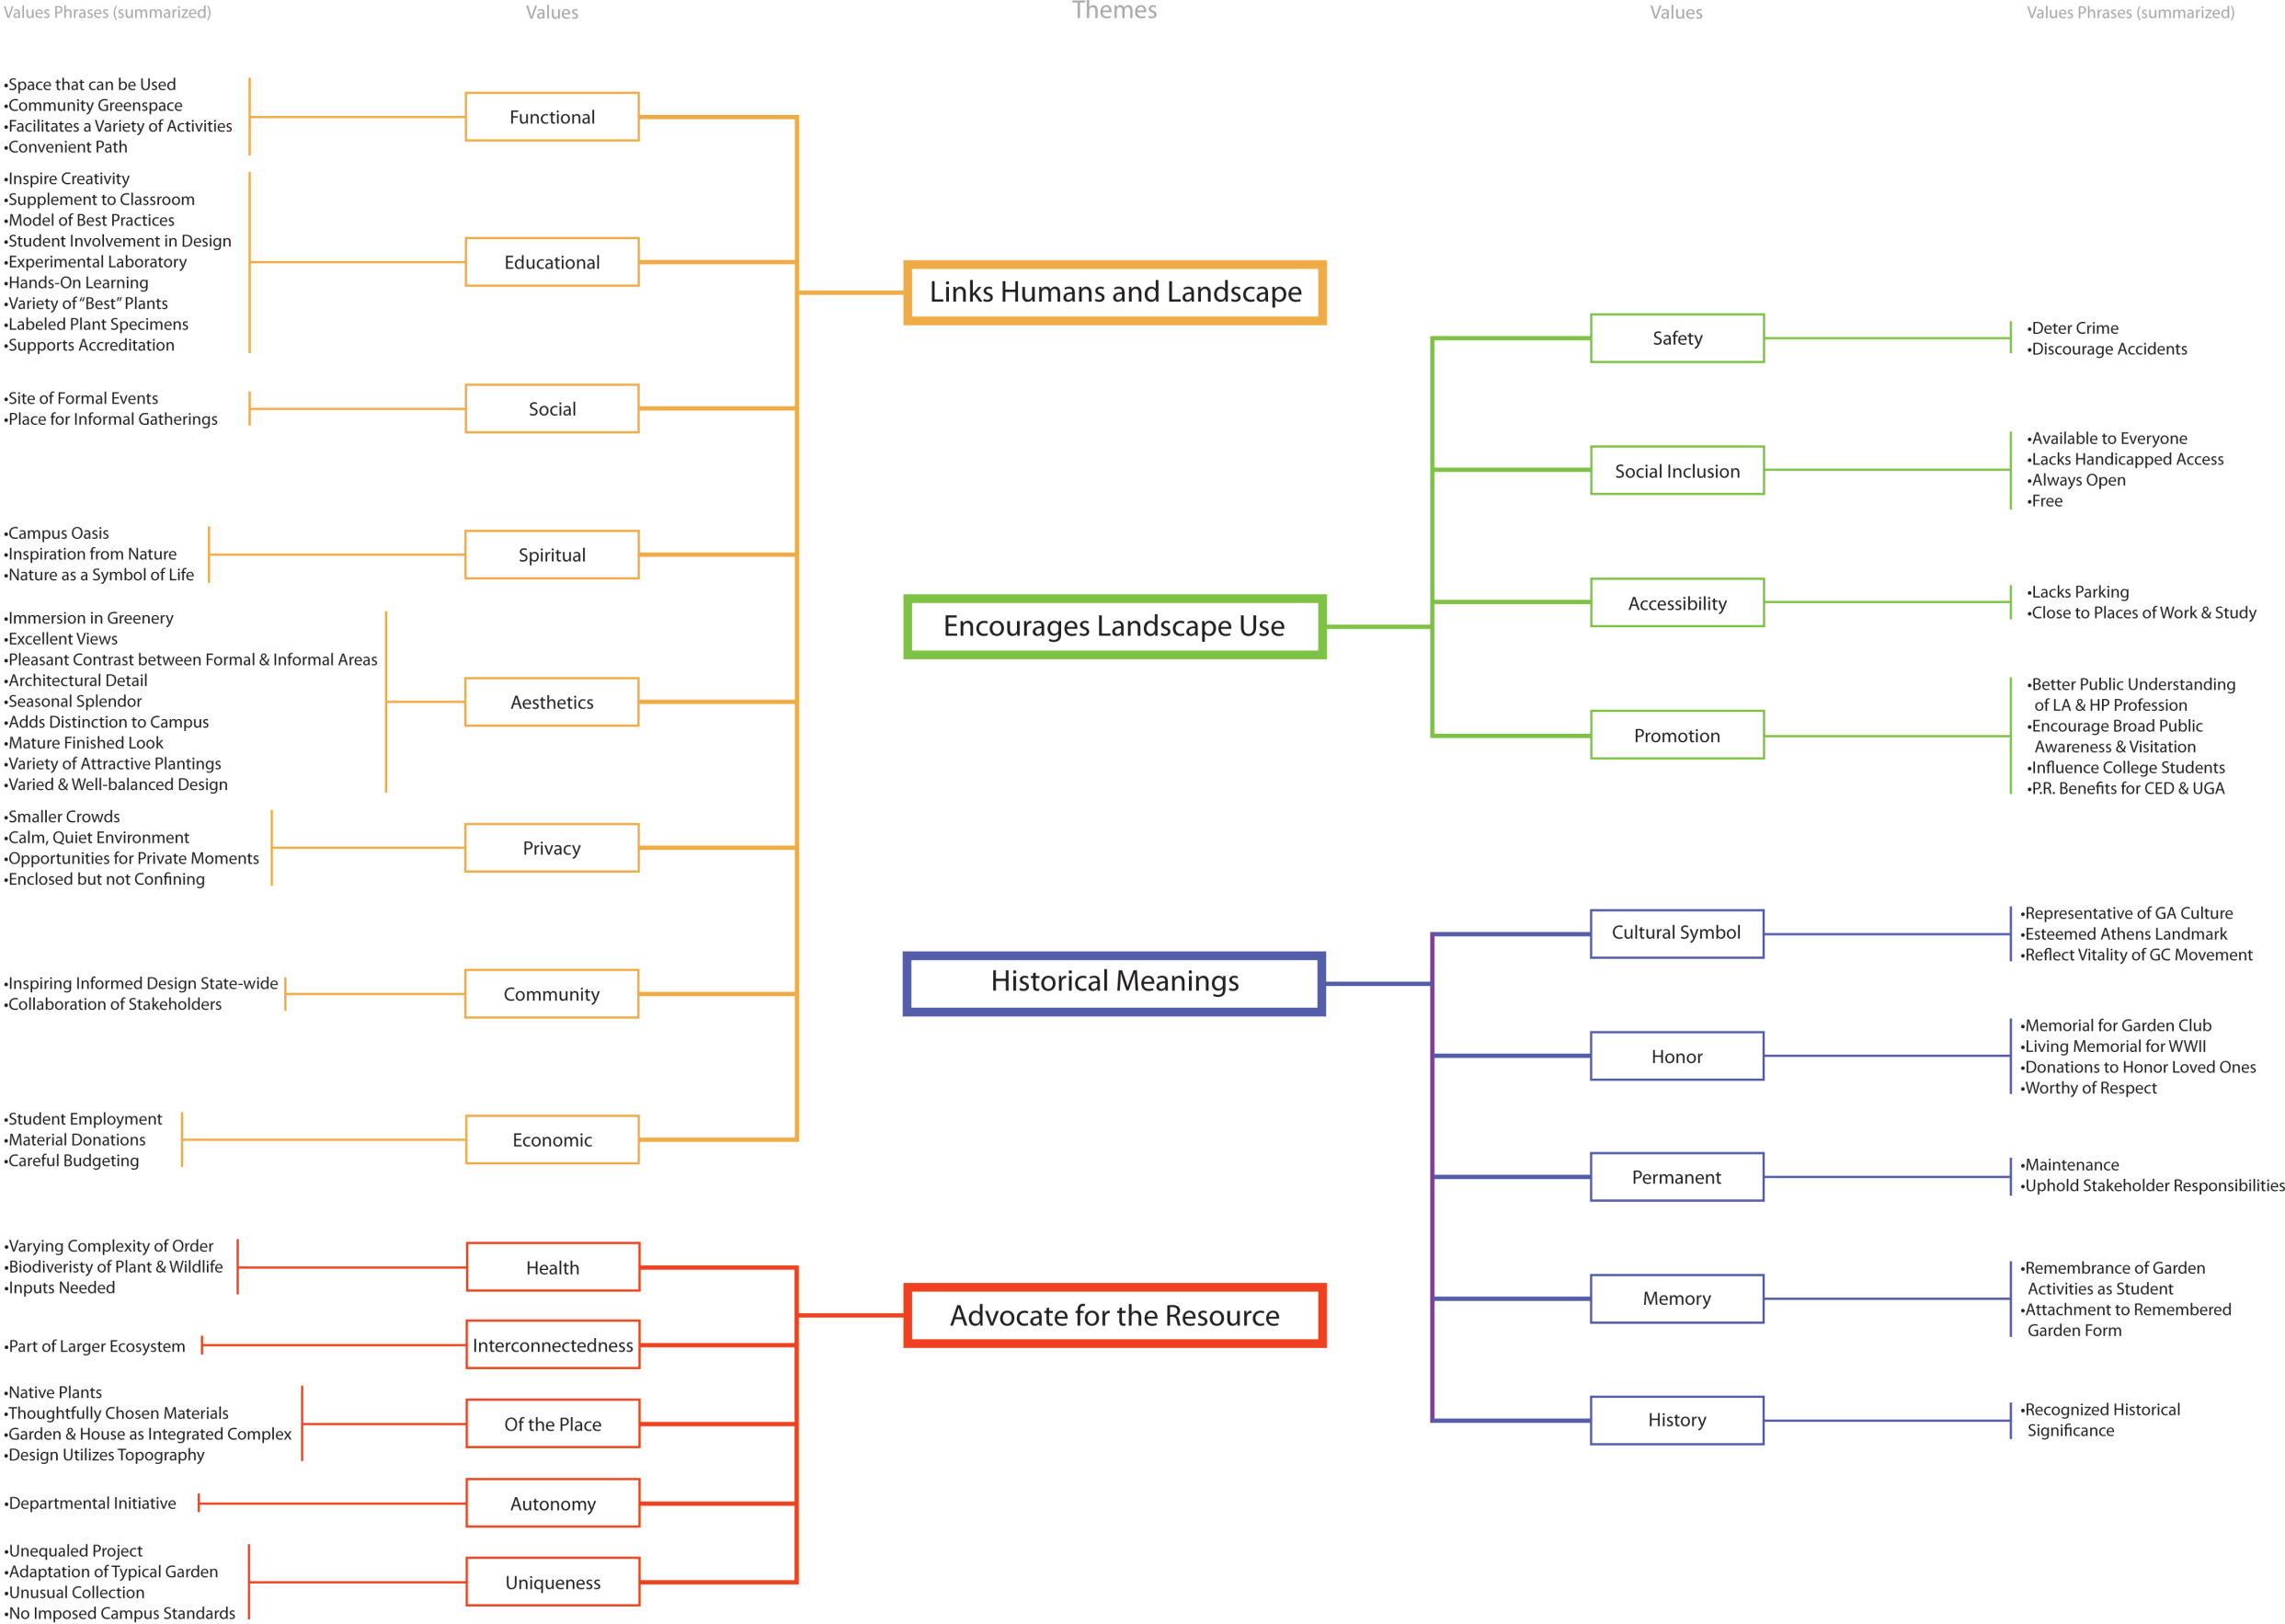 Values Phrases (summarized)
Values
Themes
Values
Values Phrases (summarized)
•Space that can be Used
•Community Greenspace
•Facilitates a Variety of Activities
•Convenient Path
Functional
•Inspire Creativity
•Supplement to Classroom
•Model of Best Practices
•Student Involvement in Design
•Experimental Laboratory
•Hands-On Learning
•Variety of “Best” Plants
•Labeled Plant Specimens
•Supports Accreditation
Educational
•Site of Formal Events
•Place for Informal Gatherings
Social
•Campus Oasis
•Inspiration from Nature
•Nature as a Symbol of Life
Spiritual
•Immersion in Greenery
•Excellent Views
•Pleasant Contrast between Formal & Informal Areas
•Architectural Detail
•Seasonal Splendor
•Adds Distinction to Campus
•Mature Finished Look
•Variety of Attractive Plantings
•Varied & Well-balanced Design
Aesthetics
•Smaller Crowds
•Calm, Quiet Environment
•Opportunities for Private Moments
•Enclosed but not Confining
Privacy
•Inspiring Informed Design State-wide
•Collaboration of Stakeholders
Community
•Student Employment
•Material Donations
•Careful Budgeting
Economic
Links Humans and Landscape
•Varying Complexity of Order
•Biodiveristy of Plant & Wildlife
•Inputs Needed
Health
•Part of Larger Ecosystem
Interconnectedness
•Native Plants
•Thoughtfully Chosen Materials
•Garden & House as Integrated Complex
•Design Utilizes Topography
Of the Place
•Departmental Initiative
Autonomy
•Unequaled Project
•Adaptation of Typical Garden
•Unusual Collection
•No Imposed Campus Standards
Uniqueness
Advocate for the Resource
Encourages Landscape Use
Safety
•Deter Crime
•Discourage Accidents
Social Inclusion
•Available to Everyone
•Lacks Handicapped Access
•Always Open
•Free
Accessibility
•Lacks Parking
•Close to Places of Work & Study
Promotion
•Better Public Understanding
of LA & HP Profession
•Encourage Broad Public
Awareness & Visitation
•Influence College Students
•P.R. Benefits for CED & UGA
Historical Meanings
Cultural Symbol
•Representative of GA Culture
•Esteemed Athens Landmark
•Reflect Vitality of GC Movement
Honor
•Memorial for Garden Club
•Living Memorial for WWII
•Donations to Honor Loved Ones
•Worthy of Respect
Permanent
•Maintenance
•Uphold Stakeholder Responsibilities
Memory
•Remembrance of Garden
Activities as Student
•Attachment to Remembered
Garden Form
History
•Recognized Historical
Significance